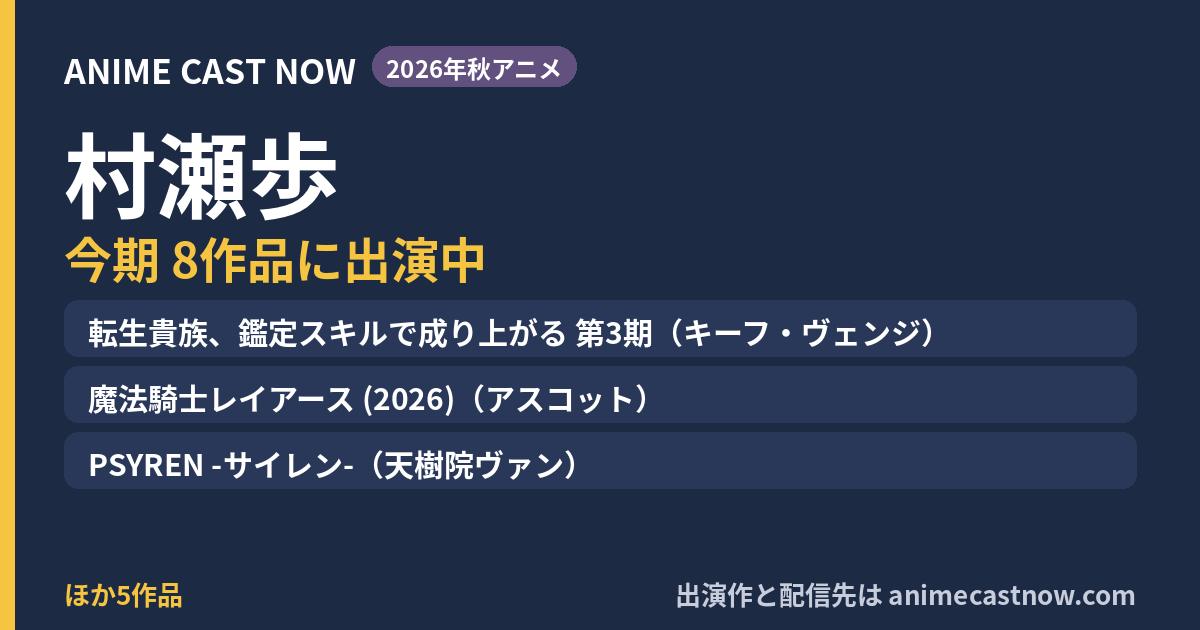 ANIME CAST NOW 2026年秋アニメ
村瀬歩
今期 8作品に出演中
転生貴族、鑑定スキルで成り上がる 第3期（キーフ・ヴェンジ）
魔法騎士レイアース (2026)（アスコット）
PSYREN -サイレン-（天樹院ヴァン）
ほか5作品
出演作と配信先は animecastnow.com